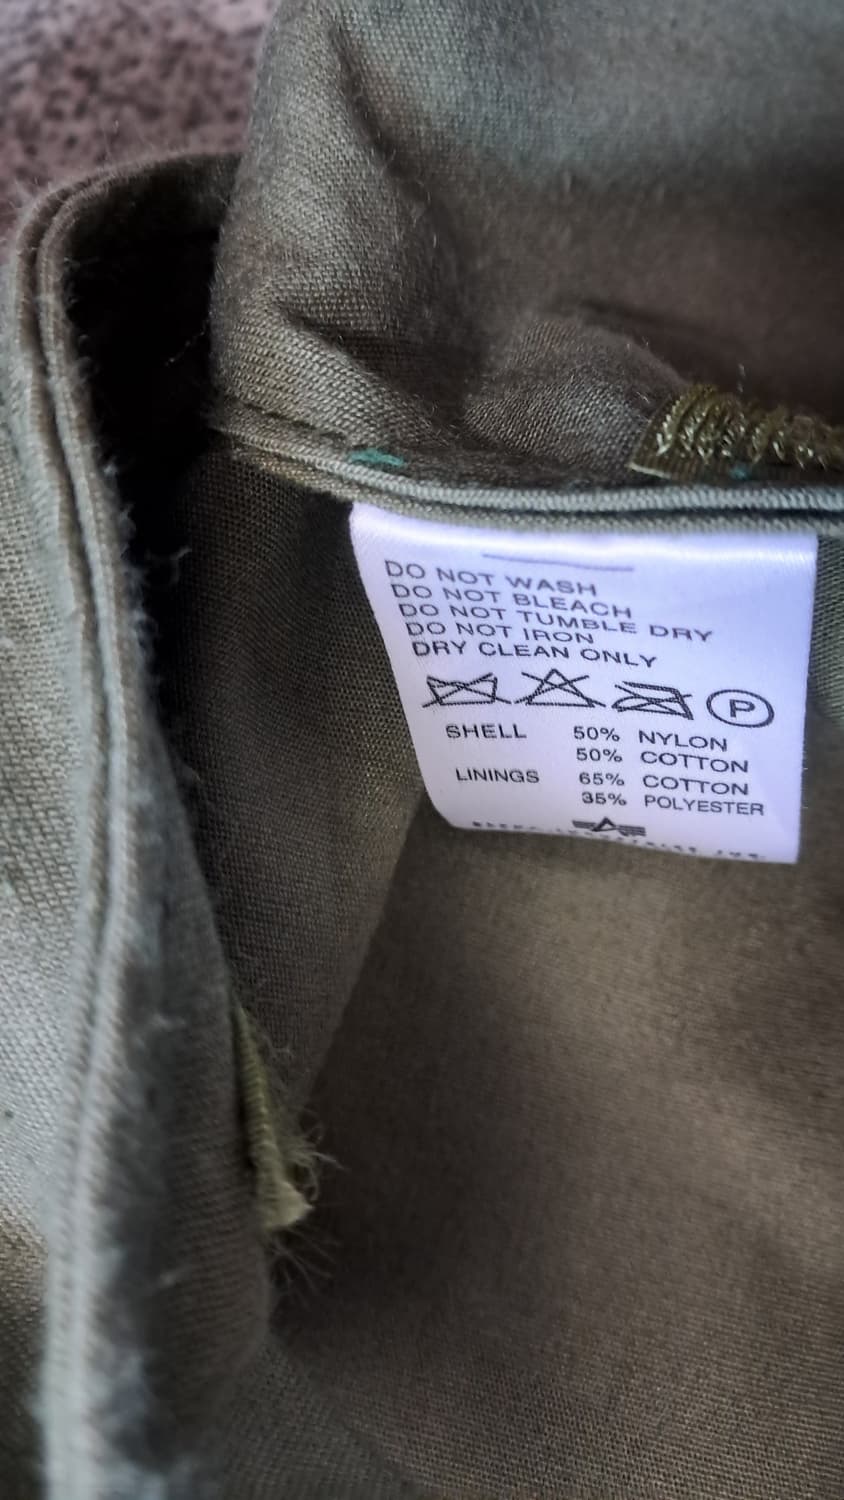 DO NOT WASH
DO NOT BLEACH
DO NOT TUMBLE DRY
DO NOT IRON
DRY CLEAN ONLY
P
SHELL 50% NYLON
50% COTTON
LININGS 65% COTTON
35% POLYESTER